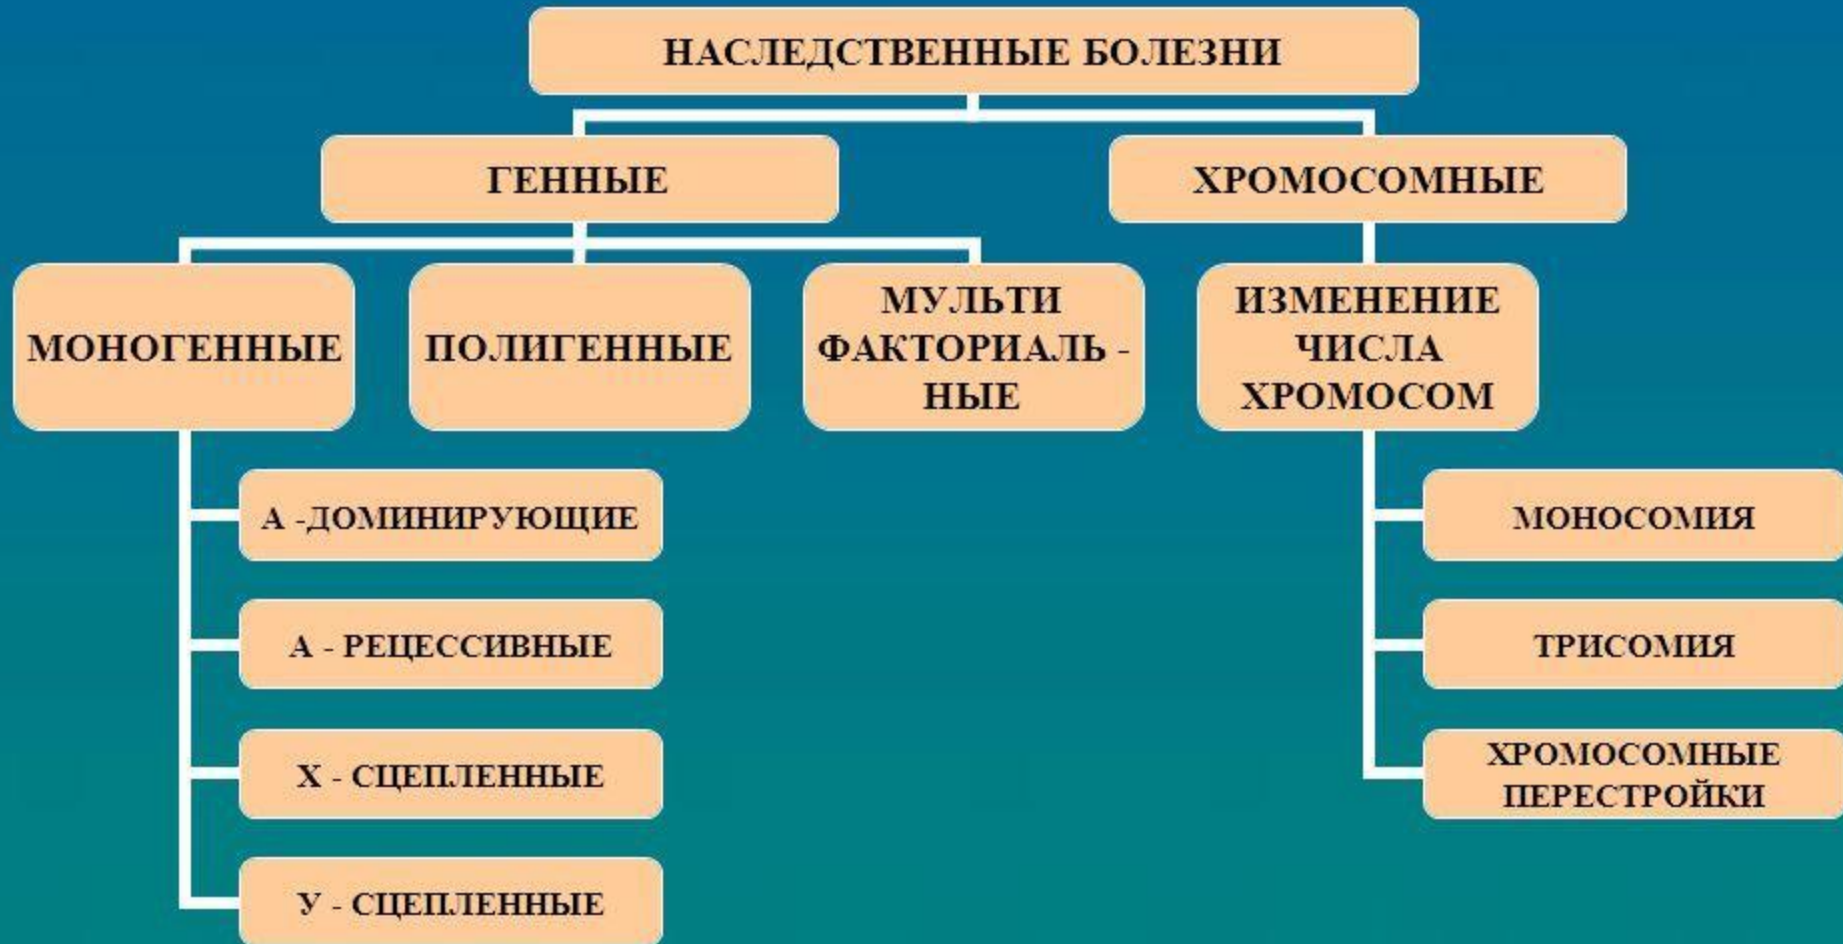 НАСЛЕДСТВЕННЫЕ БОЛЕЗНИ
ГЕННЫЕ
ХРОМОСОМНЫЕ
МОНОГЕННЫЕ
ПОЛИГЕННЫЕ
МУЛЬТИ
ФАКТОРИАЛЬ -
НЫЕ
ИЗМЕНЕНИЕ
ЧИСЛА
ХРОМОСОМ
А -ДОМИНИРУЮЩИЕ
А - РЕЦЕССИВНЫЕ
Х - СЦЕПЛЕННЫЕ
У - СЦЕПЛЕННЫЕ
МОНОСОМИЯ
ТРИСОМИЯ
ХРОМОСОМНЫЕ
ПЕРЕСТРОЙКИ